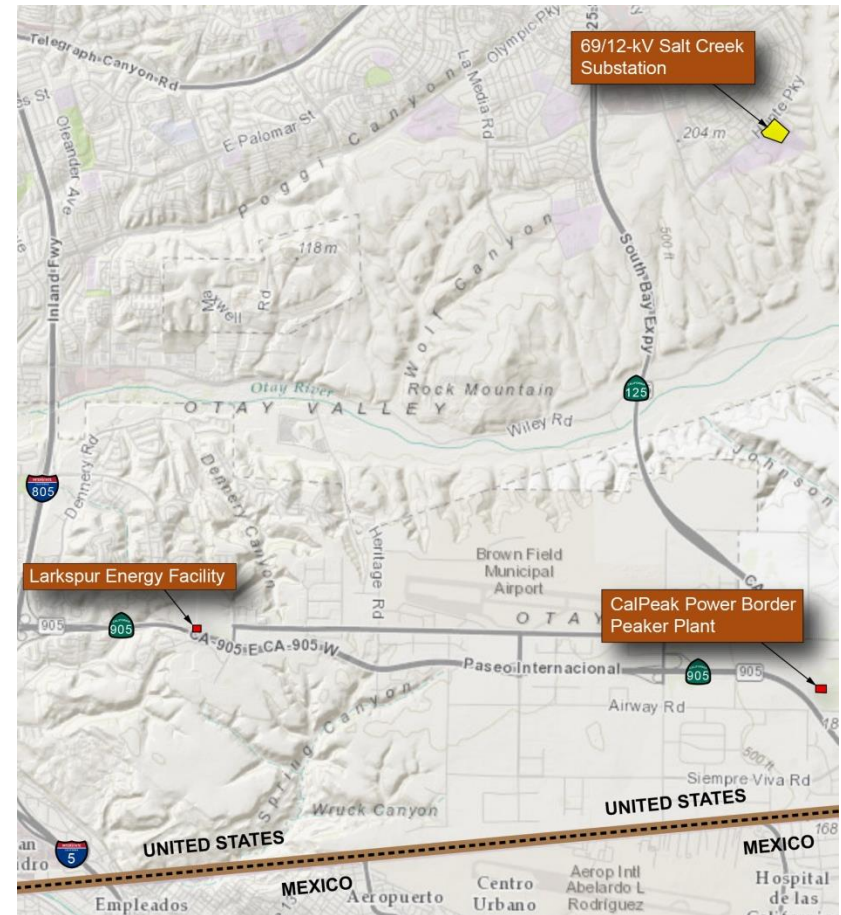 Telegraph Canyon Rd
Olympic Pky
La Media Rd
69/12-kV Salt Creek
Substation
Oleander Ave
E Palomar St
Poggi Canyon
204 m
118 m
Maxwell
Rd
Wolf Canyon
500 ft
South Bay Expy
Inland Fwy
Otay River
Rock Mountain
OTAY VALLEY
CALIFORNIA
125
Wiley Rd
Johnson
Dennery Rd
Dennery Canyon
805
Heritage Rd
Brown Field
Municipal
Airport
Larkspur Energy Facility
CalPeak Power Border
Peaker Plant
905
905
OTAY
CA-905 E
CA-905 W
Paseo Internacional
905
905
Airway Rd
Spring Canyon
500 ft
Siempre Viva Rd
Wruck Canyon
UNITED STATES
UNITED STATES
5
168
MEXICO
MEXICO
Empleados
Aeropuerto
Centro
Urbano
Aerop Intl
Abelardo L
Rodríguez
Hospital
de las